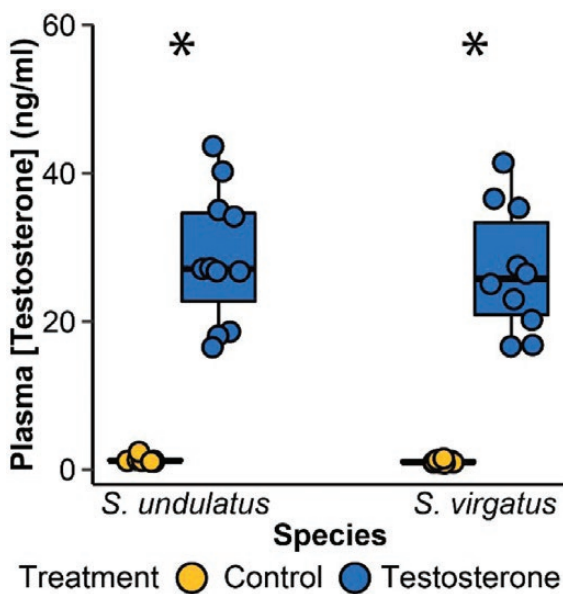 Plasma [Testosterone] (ng/ml)
60
40
20
0
* *
S. undulatus S. virgatus
Species
Treatment Control Testosterone